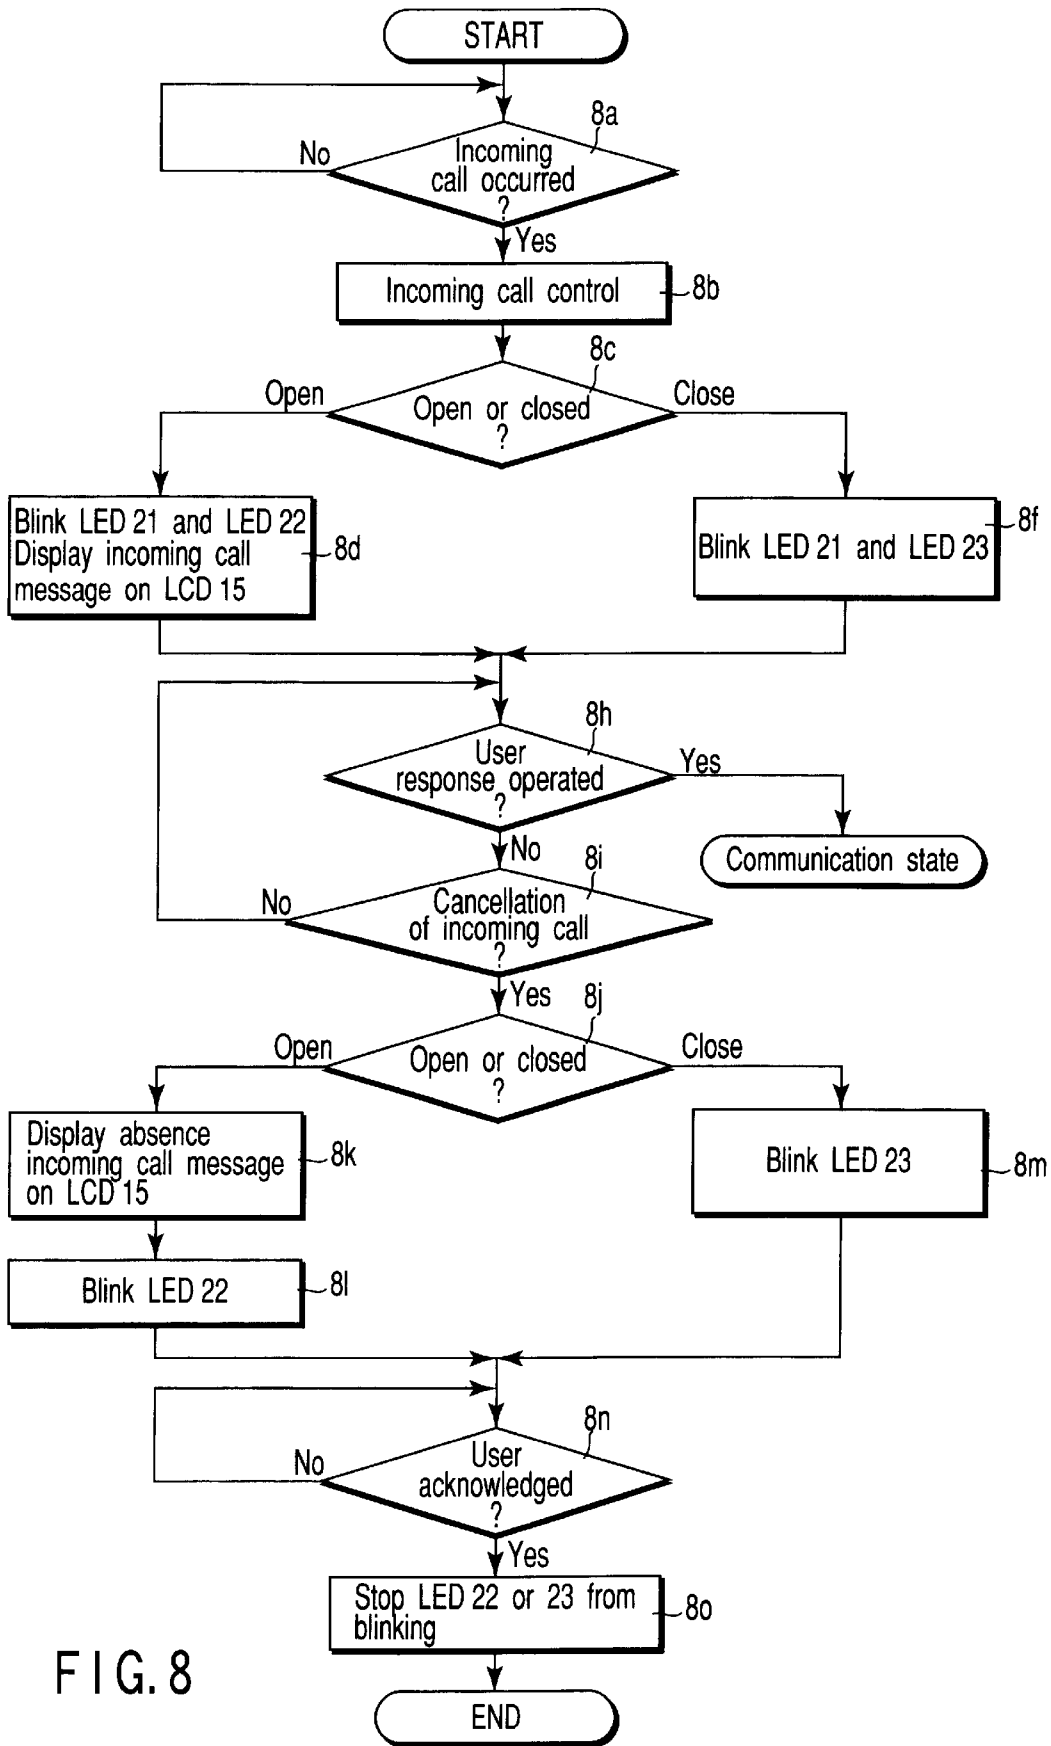 START
8a
No
Incoming
call occurred
?
Yes
Incoming call control
8b
8c
Open
Close
Open or closed
?
Blink LED 21 and LED 22
Display incoming call
message on LCD 15
8d
8f
Blink LED 21 and LED 23
8h
User
response operated
?
Yes
No
Communication state
8i
No
Cancellation
of incoming call
?
Yes
8j
Open
Close
Open or closed
?
Display absence
incoming call message
on LCD 15
8k
Blink LED 23
8m
Blink LED 22
8l
8n
No
User
acknowledged
?
Yes
Stop LED 22 or 23 from
blinking
8o
FIG. 8
END